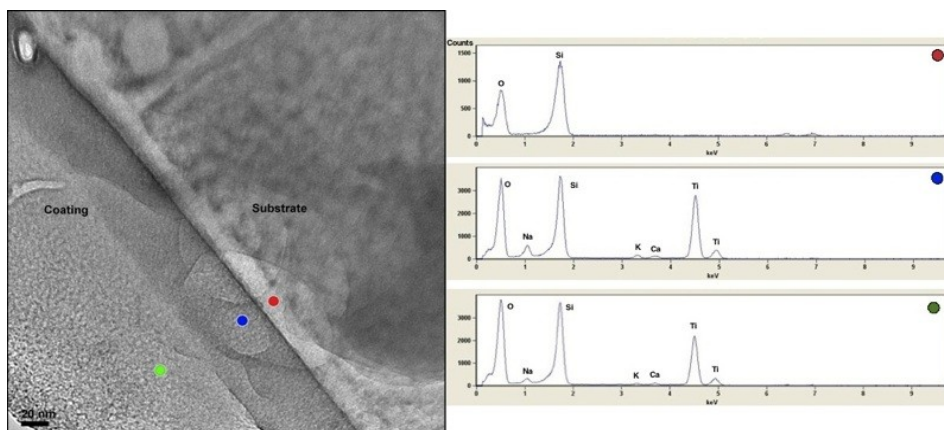 Coating
Substrate
20 nm
Counts
1500
1000
500
0
O
Si
0 1 2 3 4 5 6 7 8 9
keV
3000
2000
1000
0
O
Na
Si
K
Ca
Ti
Ti
0 1 2 3 4 5 6 7 8 9
keV
3000
2000
1000
0
O
Na
Si
K
Ca
Ti
Ti
0 1 2 3 4 5 6 7 8 9
keV